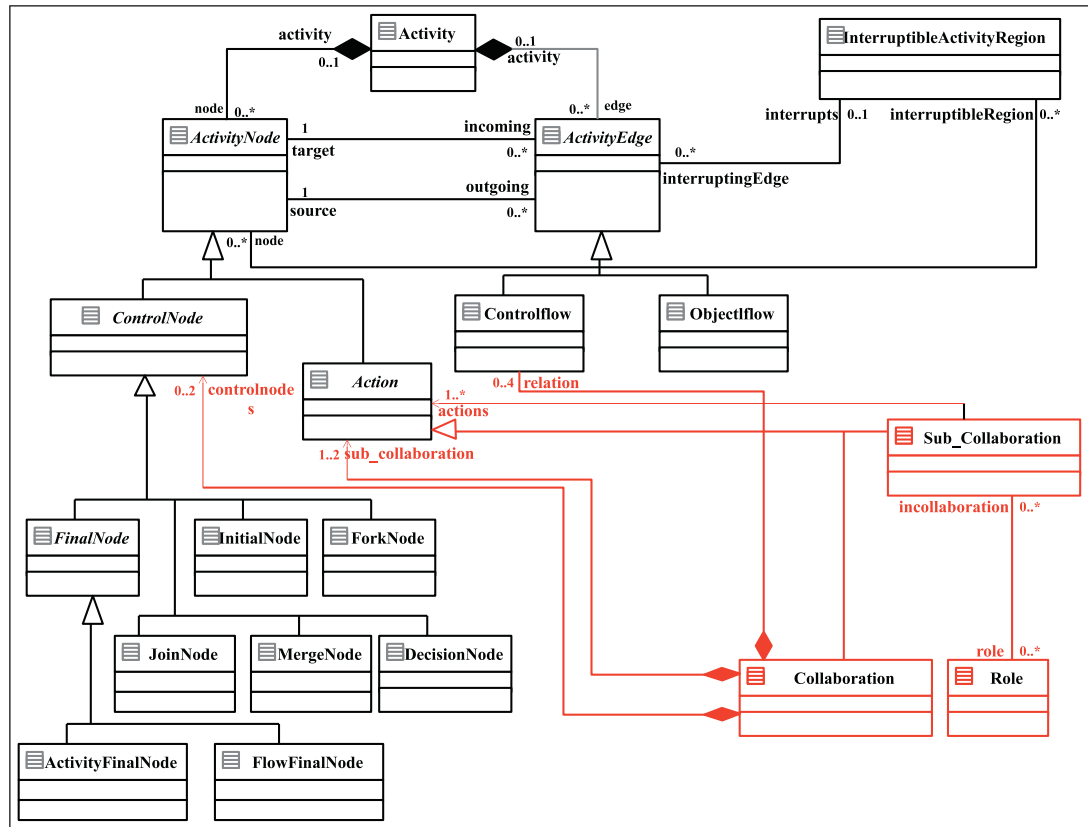 activity
Activity
0..1
0..1
activity
InterruptibleActivityRegion
node
0..*
0..*
edge
interrupts
0..1
interruptibleRegion
0..*
ActivityNode
1
target
incoming
0..*
ActivityEdge
0..*
interruptingEdge
1
source
outgoing
0..*
0..*
node
ControlNode
Controlflow
Objectlflow
0..2
controlnode
s
Action
0..4
relation
1..*
actions
1..2
sub_collaboration
Sub_Collaboration
incollaboration
0..*
FinalNode
InitialNode
ForkNode
JoinNode
MergeNode
DecisionNode
role
0..*
Collaboration
Role
ActivityFinalNode
FlowFinalNode